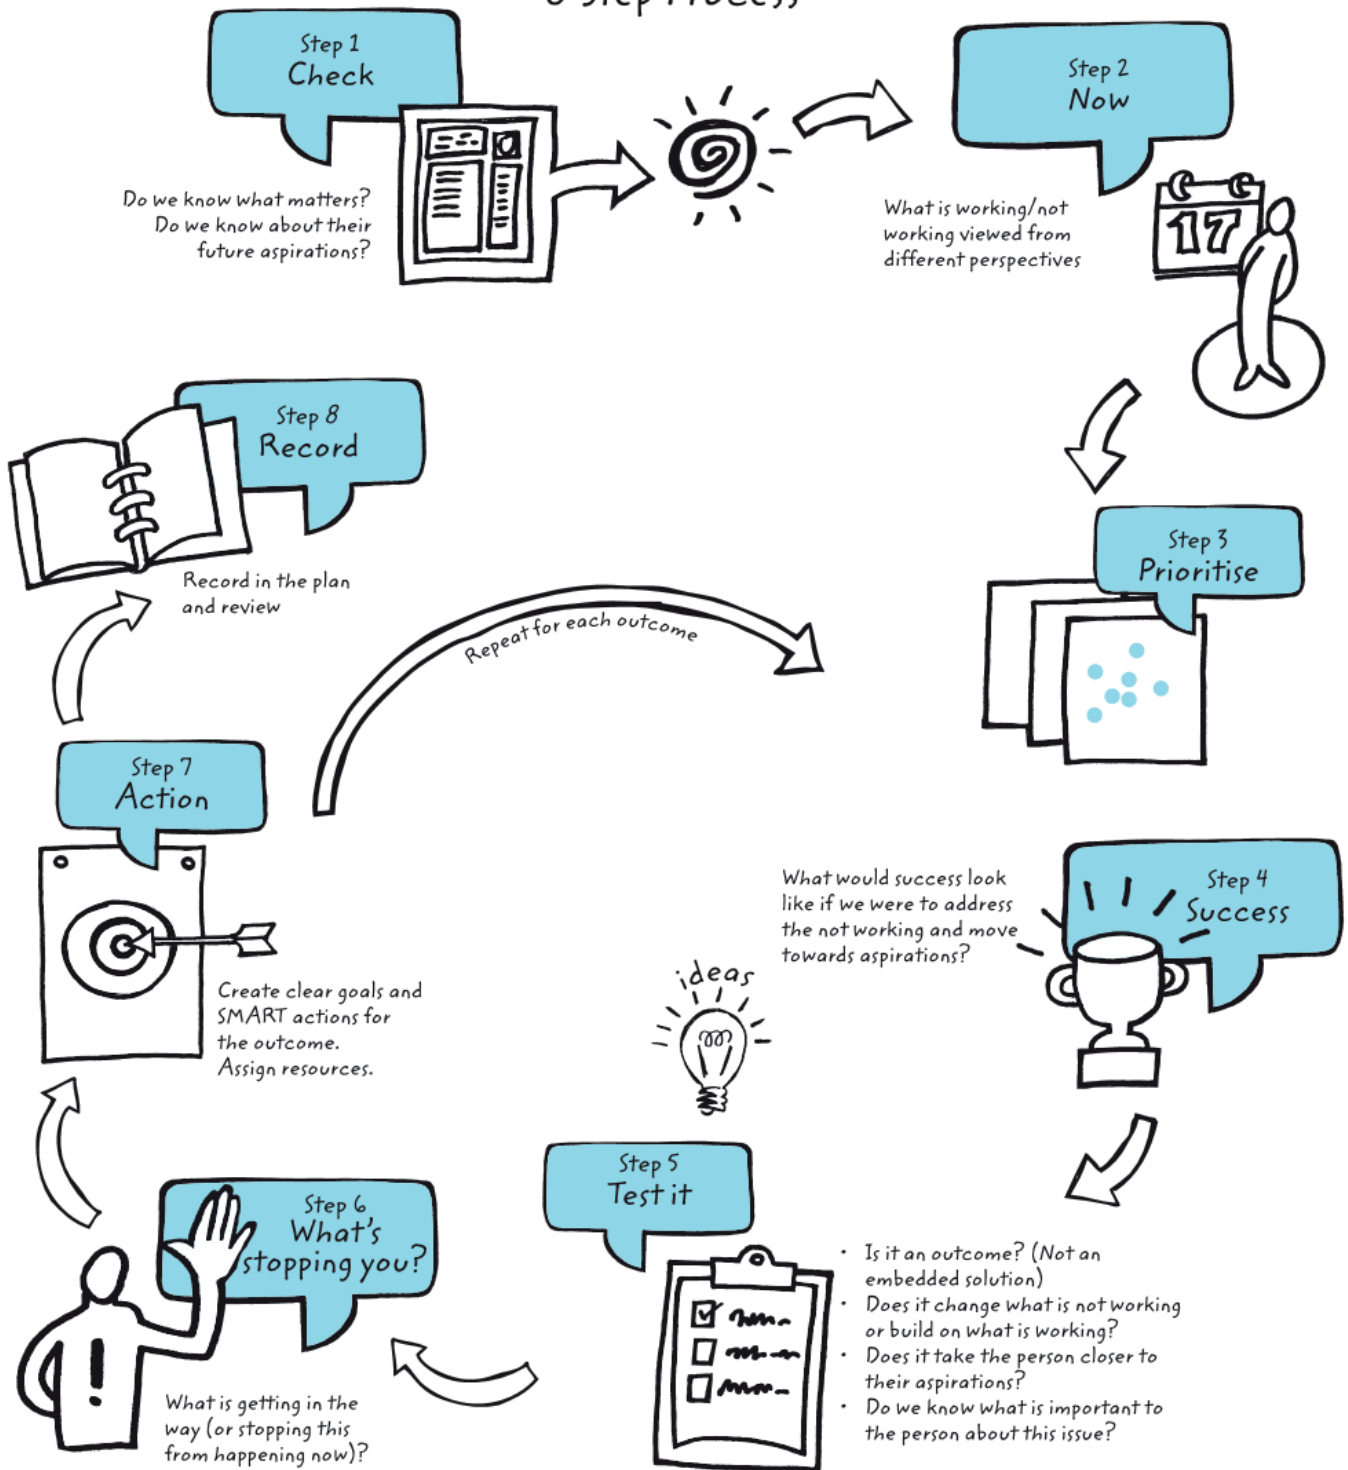 8 Step Process
Step 1
Check
Do we know what matters?
Do we know about their
future aspirations?
Step 2
Now
What is working/not
working viewed from
different perspectives
17
Step 3
Prioritise
Step 4
Success
What would success look
like if we were to address
the not working and move
towards aspirations?
ideas
Step 5
Test it
• Is it an outcome? (Not an
embedded solution)
• Does it change what is not working
or build on what is working?
• Does it take the person closer to
their aspirations?
• Do we know what is important to
the person about this issue?
Step 6
What's
stopping you?
!
What is getting in the
way (or stopping this
from happening now)?
Step 7
Action
Create clear goals and
SMART actions for
the outcome.
Assign resources.
Repeat for each outcome
Step 8
Record
Record in the plan
and review